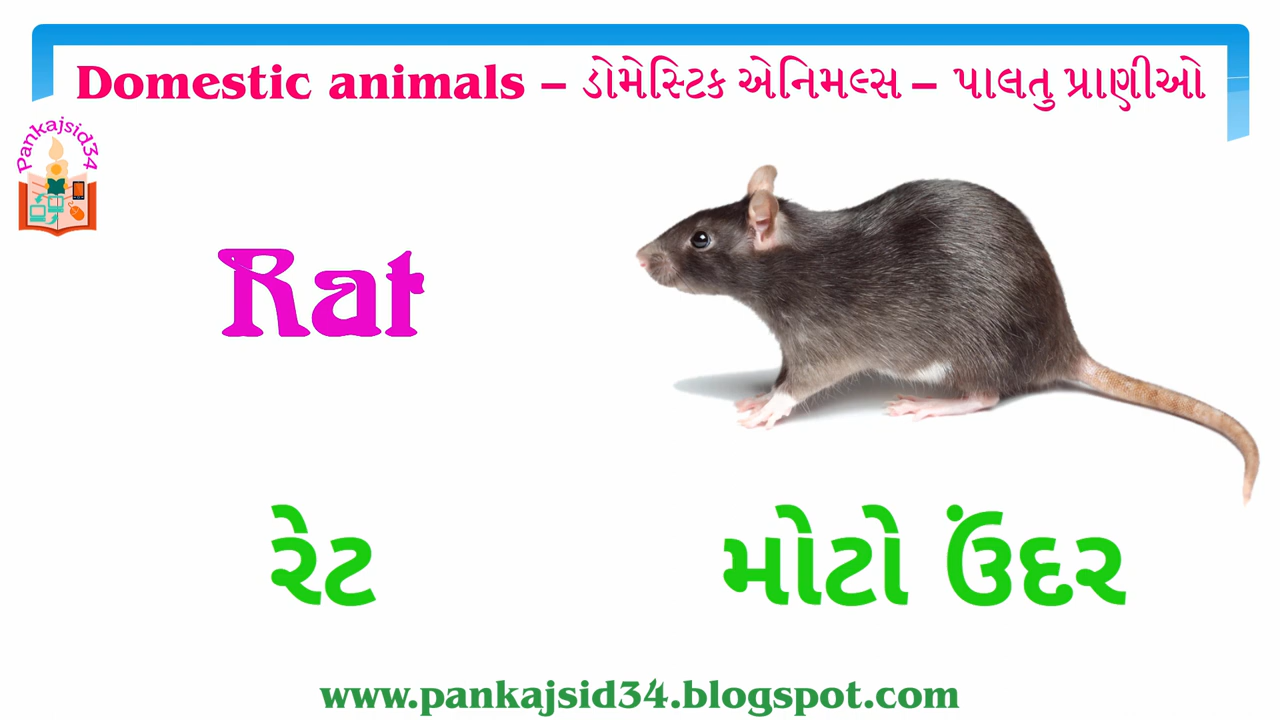 Domestic animals – ડોમેસ્ટિક એનિમલ્સ – પાલતુ પ્રાણીઓ
Pankajsid34
Rat
રેટ
મોટો ઉંદર
www.pankajsid34.blogspot.com